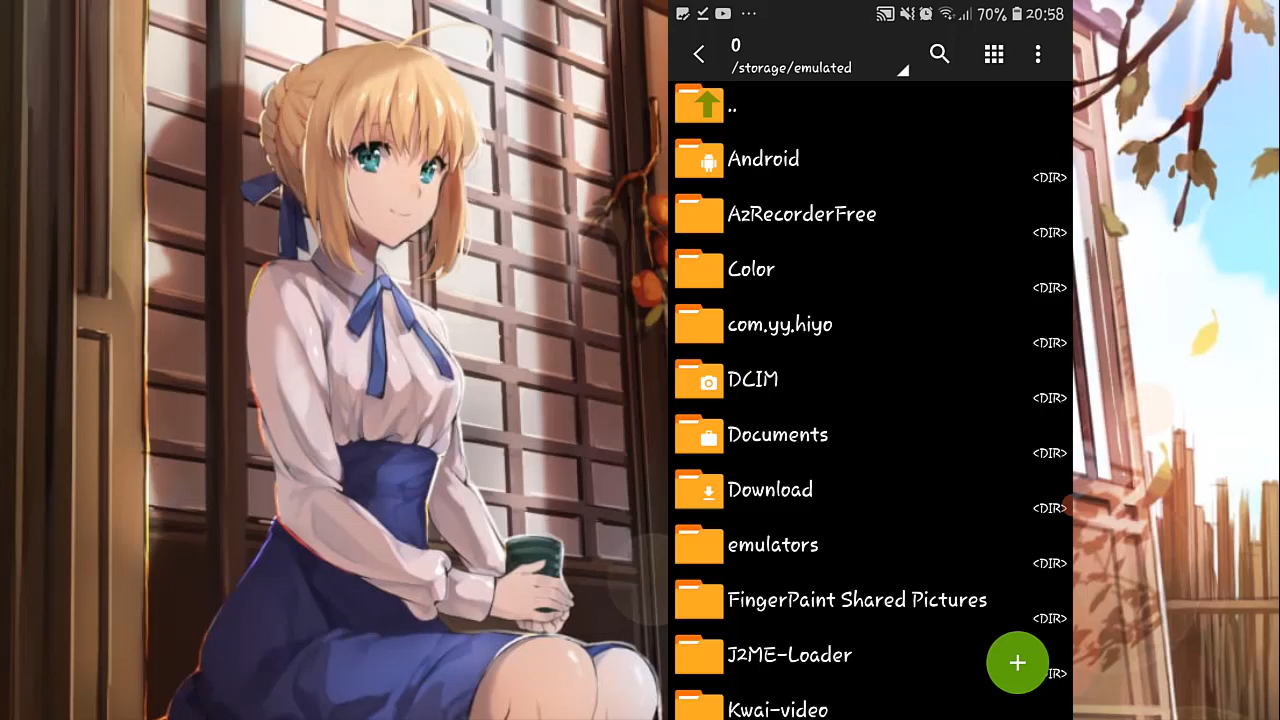 70% 20:58
0
/storage/emulated
..
Android
<DIR>
AzRecorderFree
<DIR>
Color
<DIR>
com.yy.hiyo
<DIR>
DCIM
<DIR>
Documents
<DIR>
Download
<DIR>
emulators
<DIR>
FingerPaint Shared Pictures
<DIR>
J2ME-Loader
IR>
Kwai-video